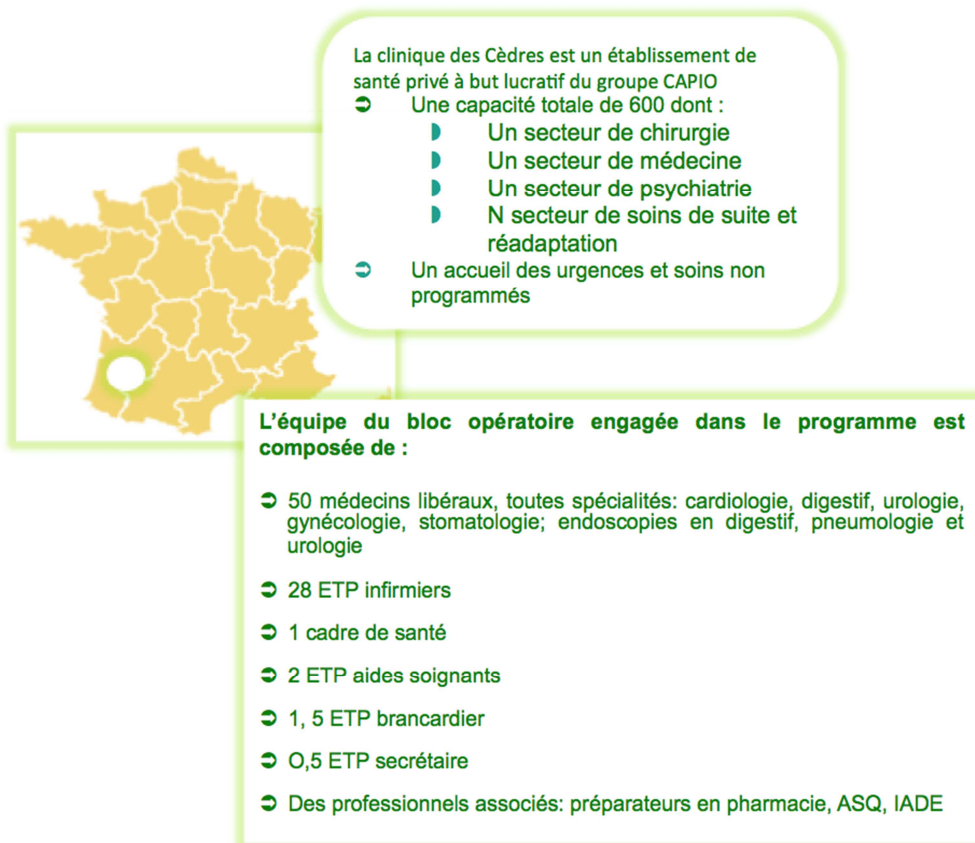 La clinique des Cèdres est un établissement de
santé privé à but lucratif du groupe CAPIO
➲ Une capacité totale de 600 dont :
◗ Un secteur de chirurgie
◗ Un secteur de médecine
◗ Un secteur de psychiatrie
◗ N secteur de soins de suite et
réadaptation
➲ Un accueil des urgences et soins non
programmés
L’équipe du bloc opératoire engagée dans le programme est
composée de :
➲ 50 médecins libéraux, toutes spécialités: cardiologie, digestif, urologie,
gynécologie, stomatologie; endoscopies en digestif, pneumologie et
urologie
➲ 28 ETP infirmiers
➲ 1 cadre de santé
➲ 2 ETP aides soignants
➲ 1, 5 ETP brancardier
➲ O,5 ETP secrétaire
➲ Des professionnels associés: préparateurs en pharmacie, ASQ, IADE